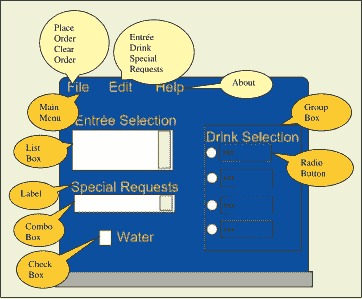 Place
Order
Clear
Order
Entrée
Drink
Special
Requests
File Edit Help
About
Main
Menu
Group
Box
Entrée Selection
Drink Selection
List
Box
Radio
Button
Label
Special Requests
Combo
Box
Water
Check
Box